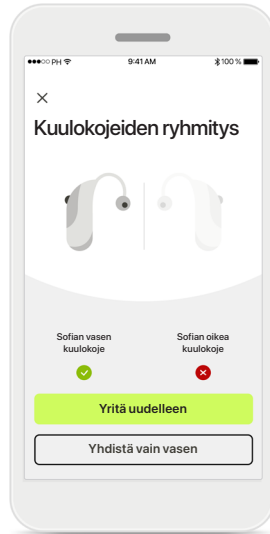 ●●●○○ PH 9:41 AM 100 %
Kuulokojeiden ryhmitys
Sofian vasen
kuulokoje
Sofian oikea
kuulokoje
Yritä uudelleen
Yhdistä vain vasen